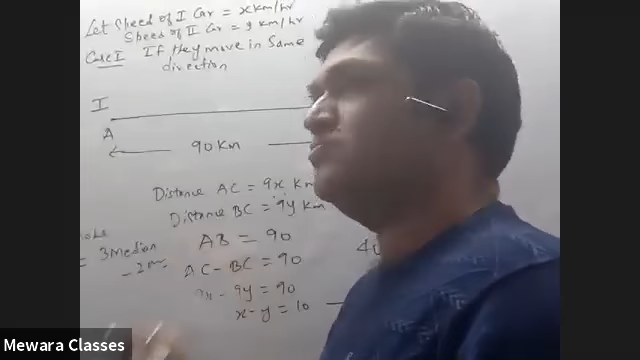 Let Speed of I Car = x km/hr
Speed of II Car = y km/hr
Case I If they move in Same
direction
I
A
90 Km
Distance AC = 9x Km
Distance BC = 9y Km
= 3 Median
AB = 90
AC - BC = 90
9x - 9y = 90
x - y = 10
Mewara Classes